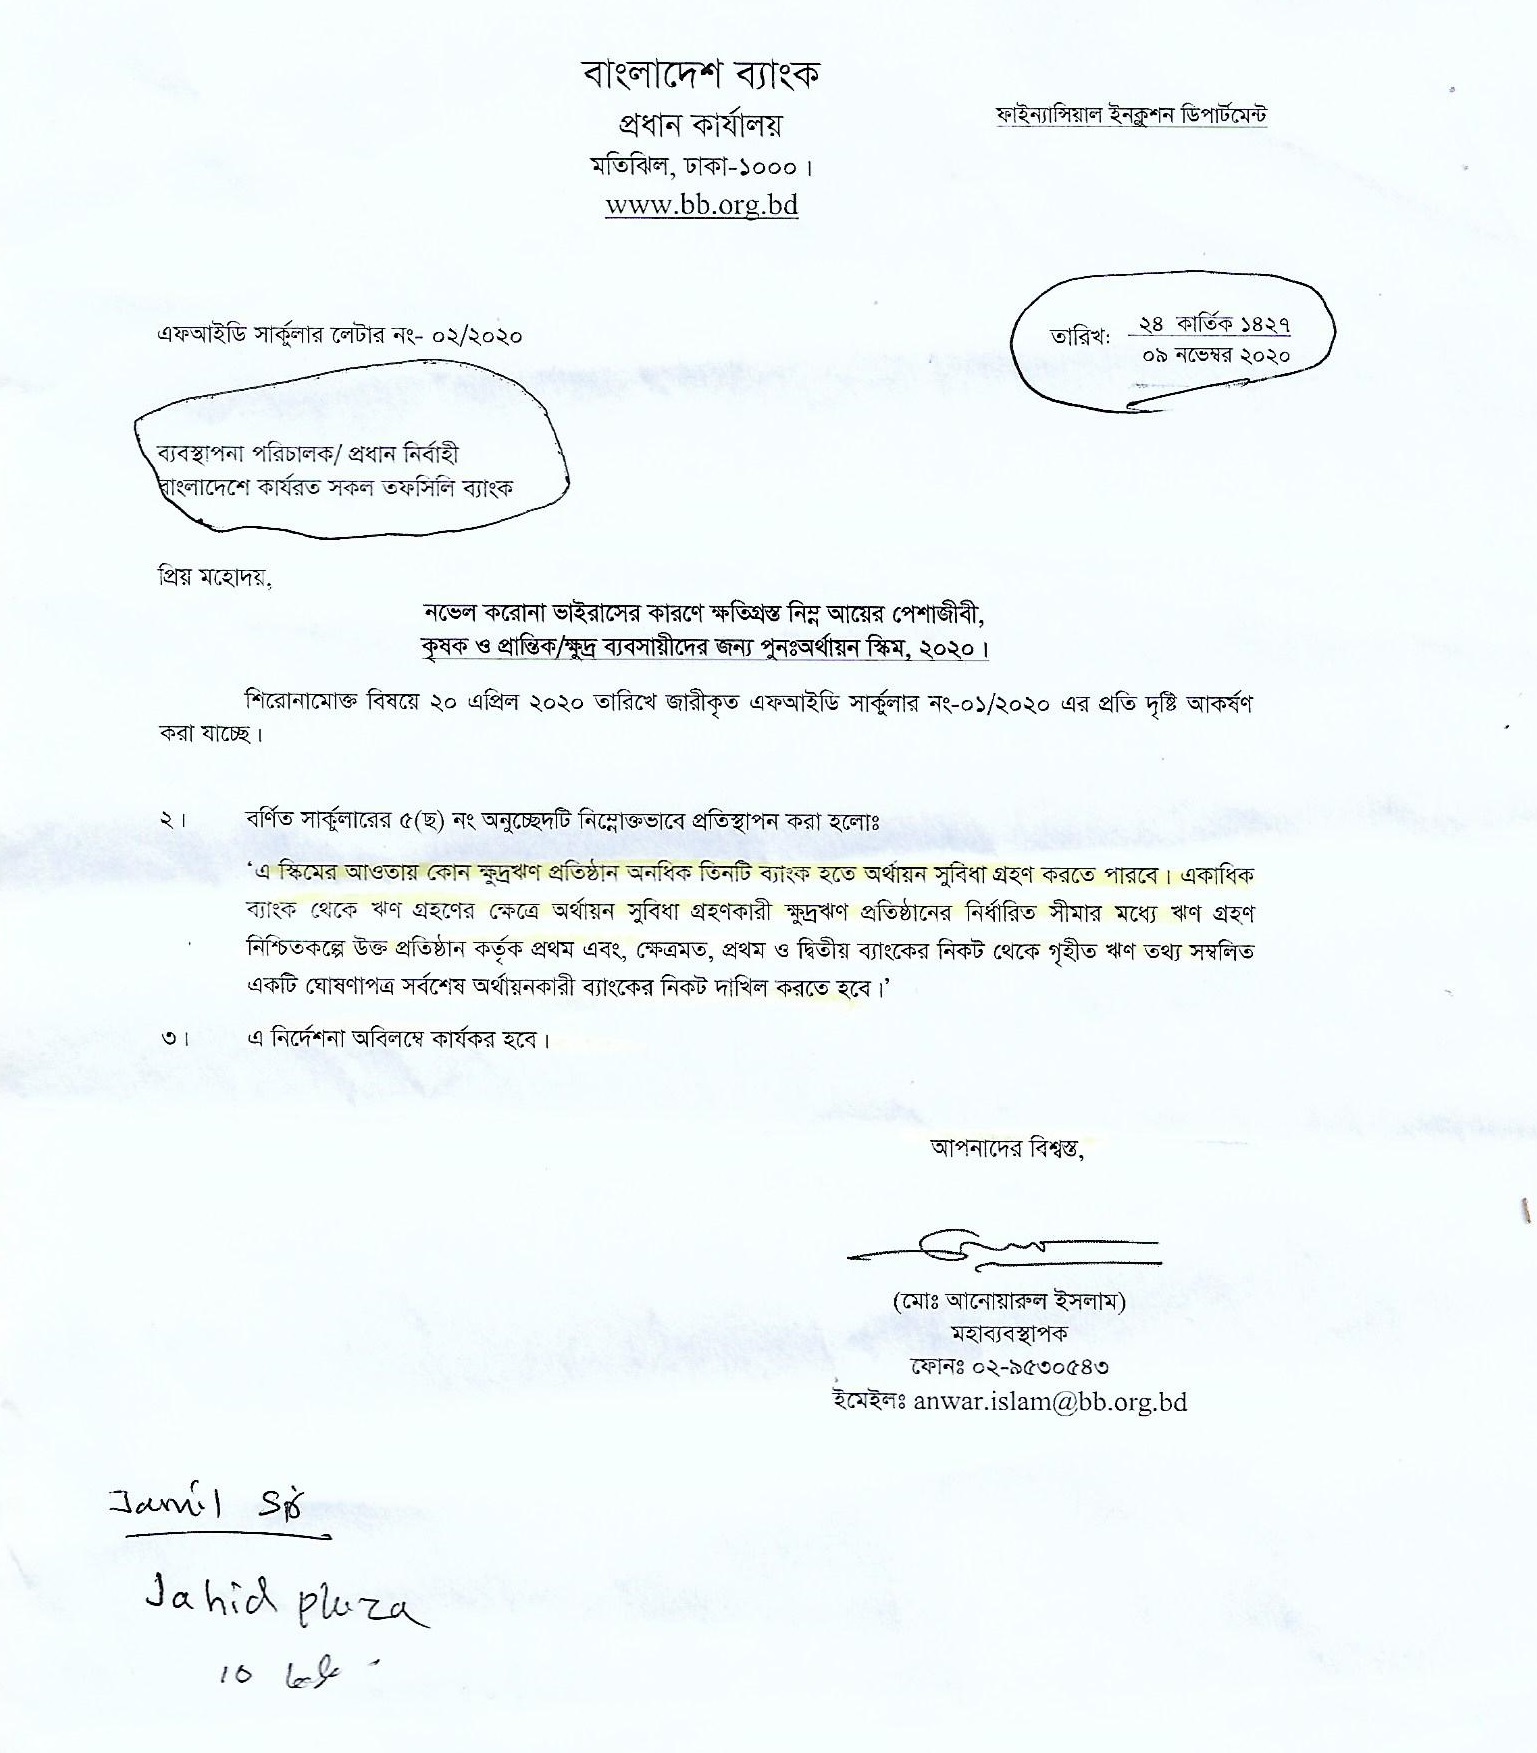 বাংলাদেশ ব্যাংক
প্রধান কার্যালয়
মতিঝিল, ঢাকা-১০০০।
www.bb.org.bd
ফাইন্যান্সিয়াল ইনক্লুশন ডিপার্টমেন্ট
এফআইডি সার্কুলার লেটার নং- ০২/২০২০
তারিখ: ২৪ কার্তিক ১৪২৭
০৯ নভেম্বর ২০২০
ব্যবস্থাপনা পরিচালক/ প্রধান নির্বাহী
বাংলাদেশে কার্যরত সকল তফসিলি ব্যাংক
প্রিয় মহোদয়,
নভেল করোনা ভাইরাসের কারণে ক্ষতিগ্রস্ত নিম্ন আয়ের পেশাজীবী,
কৃষক ও প্রান্তিক/ক্ষুদ্র ব্যবসায়ীদের জন্য পুনঃঅর্থায়ন স্কিম, ২০২০।
শিরোনামোক্ত বিষয়ে ২০ এপ্রিল ২০২০ তারিখে জারীকৃত এফআইডি সার্কুলার নং-০১/২০২০ এর প্রতি দৃষ্টি আকর্ষণ
করা যাচ্ছে।
২। বর্ণিত সার্কুলারের ৫(ছ) নং অনুচ্ছেদটি নিম্নোক্তভাবে প্রতিস্থাপন করা হলোঃ
‘এ স্কিমের আওতায় কোন ক্ষুদ্রঋণ প্রতিষ্ঠান অনধিক তিনটি ব্যাংক হতে অর্থায়ন সুবিধা গ্রহণ করতে পারবে। একাধিক
ব্যাংক থেকে ঋণ গ্রহণের ক্ষেত্রে অর্থায়ন সুবিধা গ্রহণকারী ক্ষুদ্রঋণ প্রতিষ্ঠানের নির্ধারিত সীমার মধ্যে ঋণ গ্রহণ
নিশ্চিতকল্পে উক্ত প্রতিষ্ঠান কর্তৃক প্রথম এবং, ক্ষেত্রমত, প্রথম ও দ্বিতীয় ব্যাংকের নিকট থেকে গৃহীত ঋণ তথ্য সম্বলিত
একটি ঘোষণাপত্র সর্বশেষ অর্থায়নকারী ব্যাংকের নিকট দাখিল করতে হবে।’
৩। এ নির্দেশনা অবিলম্বে কার্যকর হবে।
আপনাদের বিশ্বস্ত,
(মোঃ আনোয়ারুল ইসলাম)
মহাব্যবস্থাপক
ফোনঃ ০২-৯৫৩০৫৪৩
ইমেইলঃ anwar.islam@bb.org.bd
Jamil
Jahid plaza
10